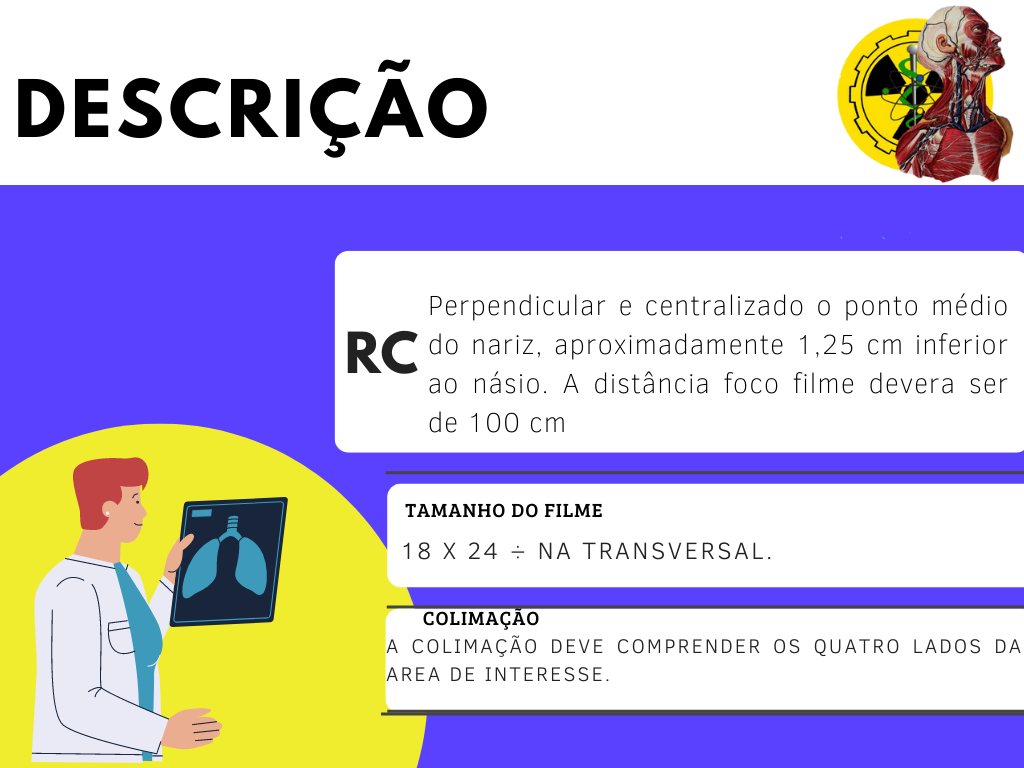 DESCRIÇÃO
Perpendicular e centralizado o ponto médio
RC do nariz, aproximadamente 1,25 cm inferior
ao násio. A distância foco filme devera ser
de 100 cm
TAMANHO DO FILME
18 X 24 ÷ NA TRANSVERSAL.
COLIMAÇÃO
A COLIMAÇÃO DEVE COMPRENDER OS QUATRO LADOS DA
AREA DE INTERESSE.